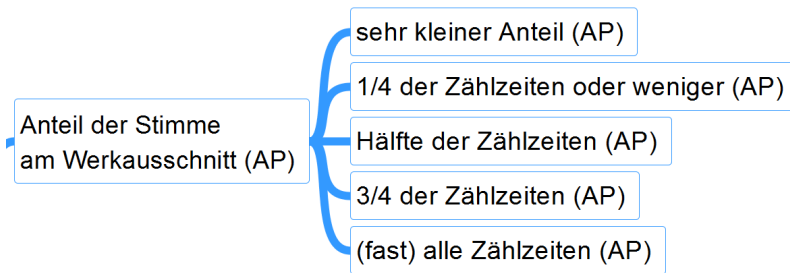 Anteil der Stimme
am Werkausschnitt (AP)
sehr kleiner Anteil (AP)
1/4 der Zählzeiten oder weniger (AP)
Hälfte der Zählzeiten (AP)
3/4 der Zählzeiten (AP)
(fast) alle Zählzeiten (AP)